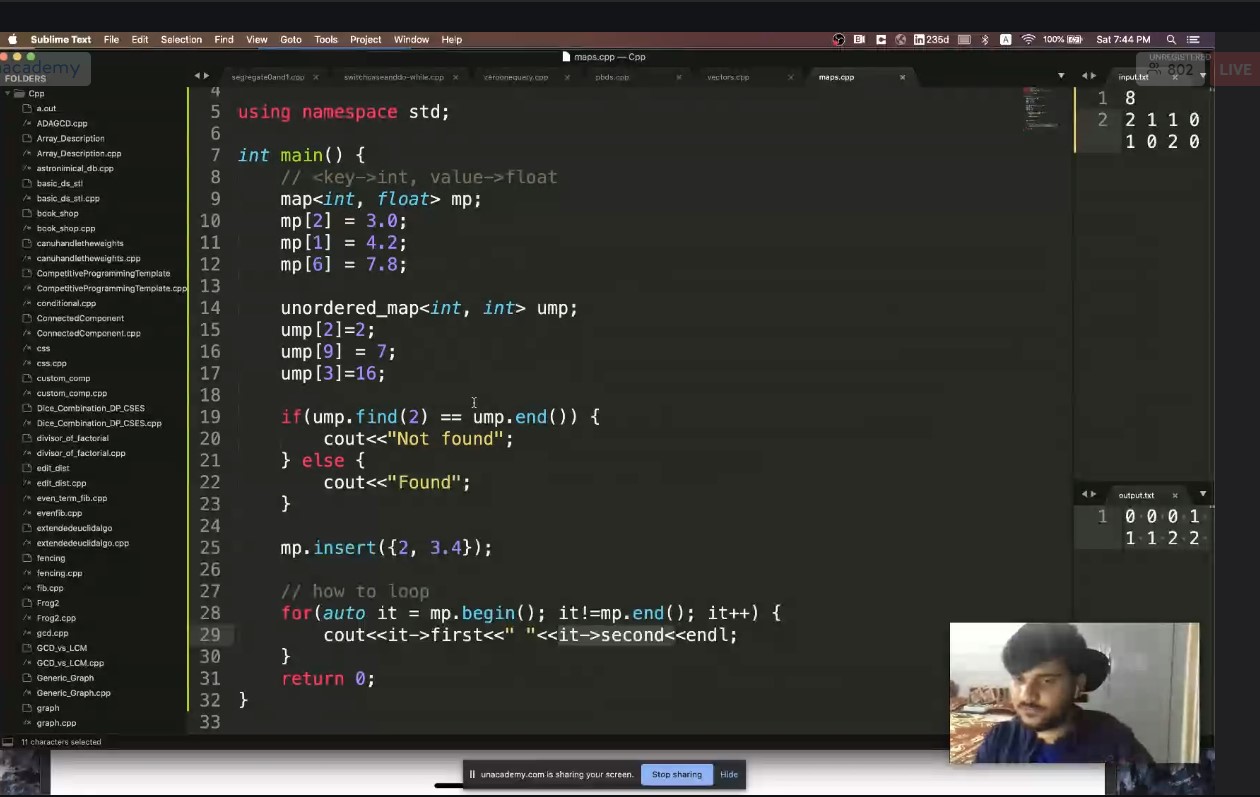 Sublime Text File Edit Selection Find View Goto Tools Project Window Help
235d 100% Sat 7:44 PM
maps.cpp — Cpp
UNREGISTERED
802 LIVE
FOLDERS
switchcaseanddo-while.cpp pbds.cpp vectors.cpp maps.cpp input.txt
Cpp
a.out
ADAGCD.cpp
Array_Description
Array_Description.cpp
astronimical_db.cpp
basic_ds_stl
basic_ds_stl.cpp
book_shop
book_shop.cpp
canuhandletheweights
canuhandletheweights.cpp
CompetitiveProgrammingTemplate
CompetitiveProgrammingTemplate.cpp
conditional.cpp
ConnectedComponent
ConnectedComponent.cpp
css
css.cpp
custom_comp
custom_comp.cpp
Dice_Combination_DP_CSES
Dice_Combination_DP_CSES.cpp
divisor_of_factorial
divisor_of_factorial.cpp
edit_dist
edit_dist.cpp
even_term_fib.cpp
evenfib.cpp
extendedeuclidalgo
extendedeuclidalgo.cpp
fencing
fencing.cpp
fib.cpp
Frog2
Frog2.cpp
gcd.cpp
GCD_vs_LCM
GCD_vs_LCM.cpp
Generic_Graph
Generic_Graph.cpp
graph
graph.cpp
4
5 using namespace std;
6
7 int main() {
8 // <key->int, value->float
9 map<int, float> mp;
10 mp[2] = 3.0;
11 mp[1] = 4.2;
12 mp[6] = 7.8;
13
14 unordered_map<int, int> ump;
15 ump[2]=2;
16 ump[9] = 7;
17 ump[3]=16;
18
19 if(ump.find(2) == ump.end()) {
20 cout<<"Not found";
21 } else {
22 cout<<"Found";
23 }
24
25 mp.insert({2, 3.4});
26
27 // how to loop
28 for(auto it = mp.begin(); it!=mp.end(); it++) {
29 cout<<it->first<<" "<<it->second<<endl;
30 }
31 return 0;
32 }
33
1 8
2 2 1 1 0
1 0 2 0
output.txt
1 0 0 0 1
1 1 2 2
11 characters selected
unacademy.com is sharing your screen. Stop sharing Hide